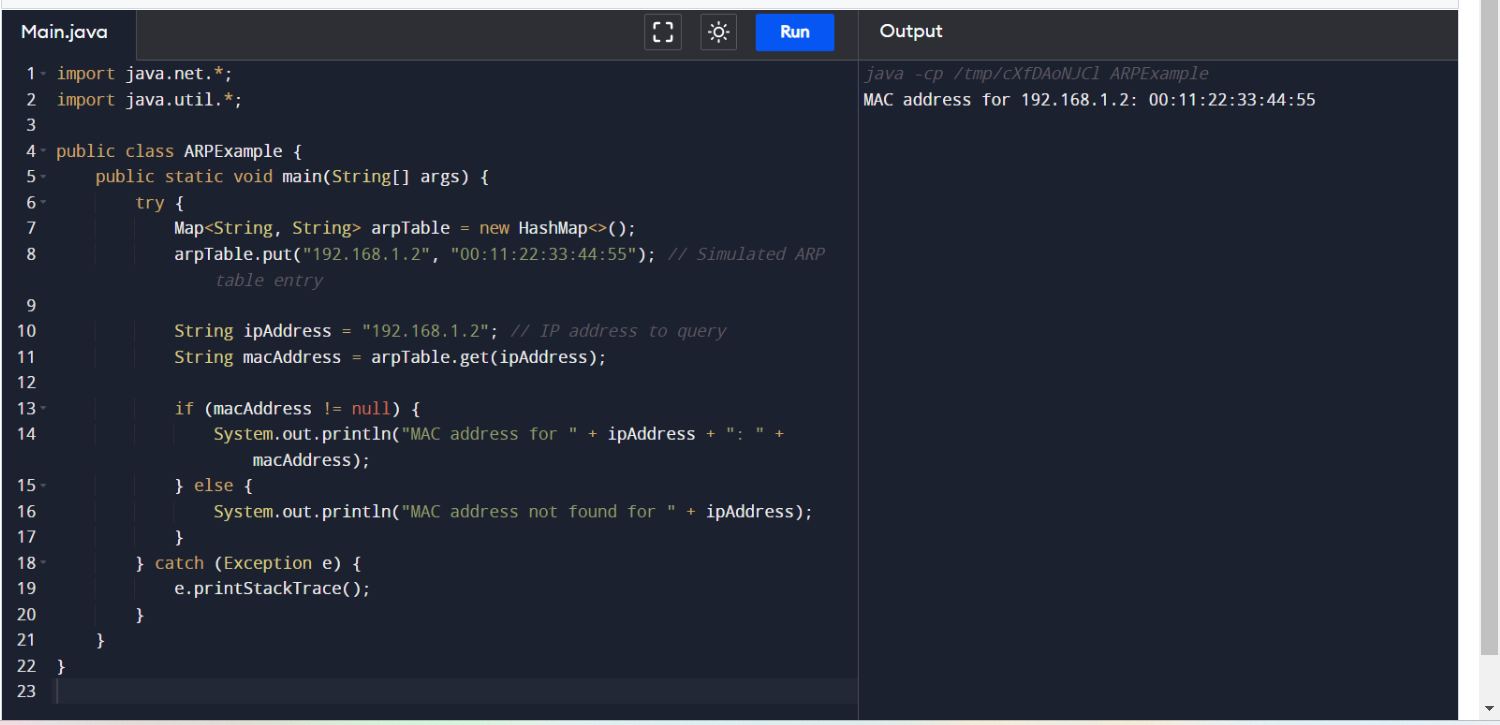 Main.java
Run
Output
1 import java.net.*;
2 import java.util.*;
3
4 public class ARPExample {
5     public static void main(String[] args) {
6         try {
7             Map<String, String> arpTable = new HashMap<>();
8             arpTable.put("192.168.1.2", "00:11:22:33:44:55"); // Simulated ARP
                table entry
9
10             String ipAddress = "192.168.1.2"; // IP address to query
11             String macAddress = arpTable.get(ipAddress);
12
13             if (macAddress != null) {
14                 System.out.println("MAC address for " + ipAddress + ": " +
                    macAddress);
15             } else {
16                 System.out.println("MAC address not found for " + ipAddress);
17             }
18         } catch (Exception e) {
19             e.printStackTrace();
20         }
21     }
22 }
23
java -cp /tmp/cXfDAoNJCl ARPExample
MAC address for 192.168.1.2: 00:11:22:33:44:55